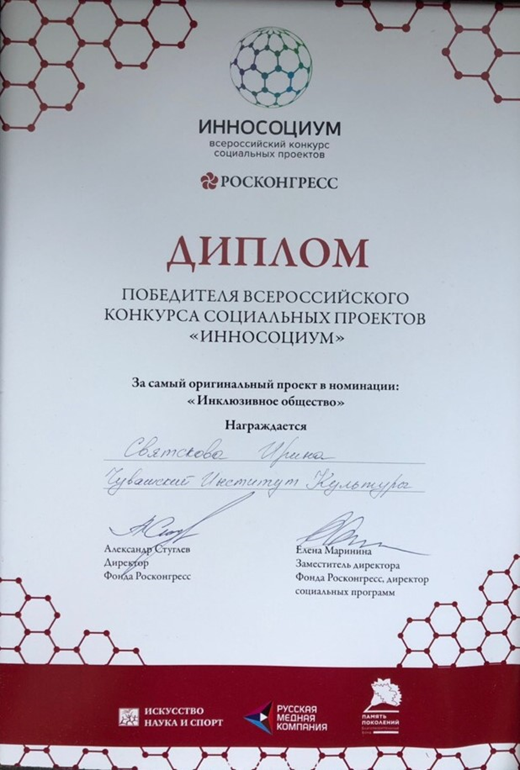 ИННОСОЦИУМ
всероссийский конкурс
социальных проектов
РОСКОНГРЕСС
ДИПЛОМ
ПОБЕДИТЕЛЯ ВСЕРОССИЙСКОГО
КОНКУРСА СОЦИАЛЬНЫХ ПРОЕКТОВ
«ИННОСОЦИУМ»
За самый оригинальный проект в номинации:
«Инклюзивное общество»
Награждается
Святскова Ирина
Чувашский Институт Культуры
Александр Стуглев
Директор
Фонда Росконгресс
Елена Маринина
Заместитель директора
Фонда Росконгресс, директор
социальных программ
ИСКУССТВО
НАУКА И СПОРТ
РУССКАЯ
МЕДНАЯ
КОМПАНИЯ
ПАМЯТЬ
ПОКОЛЕНИЙ